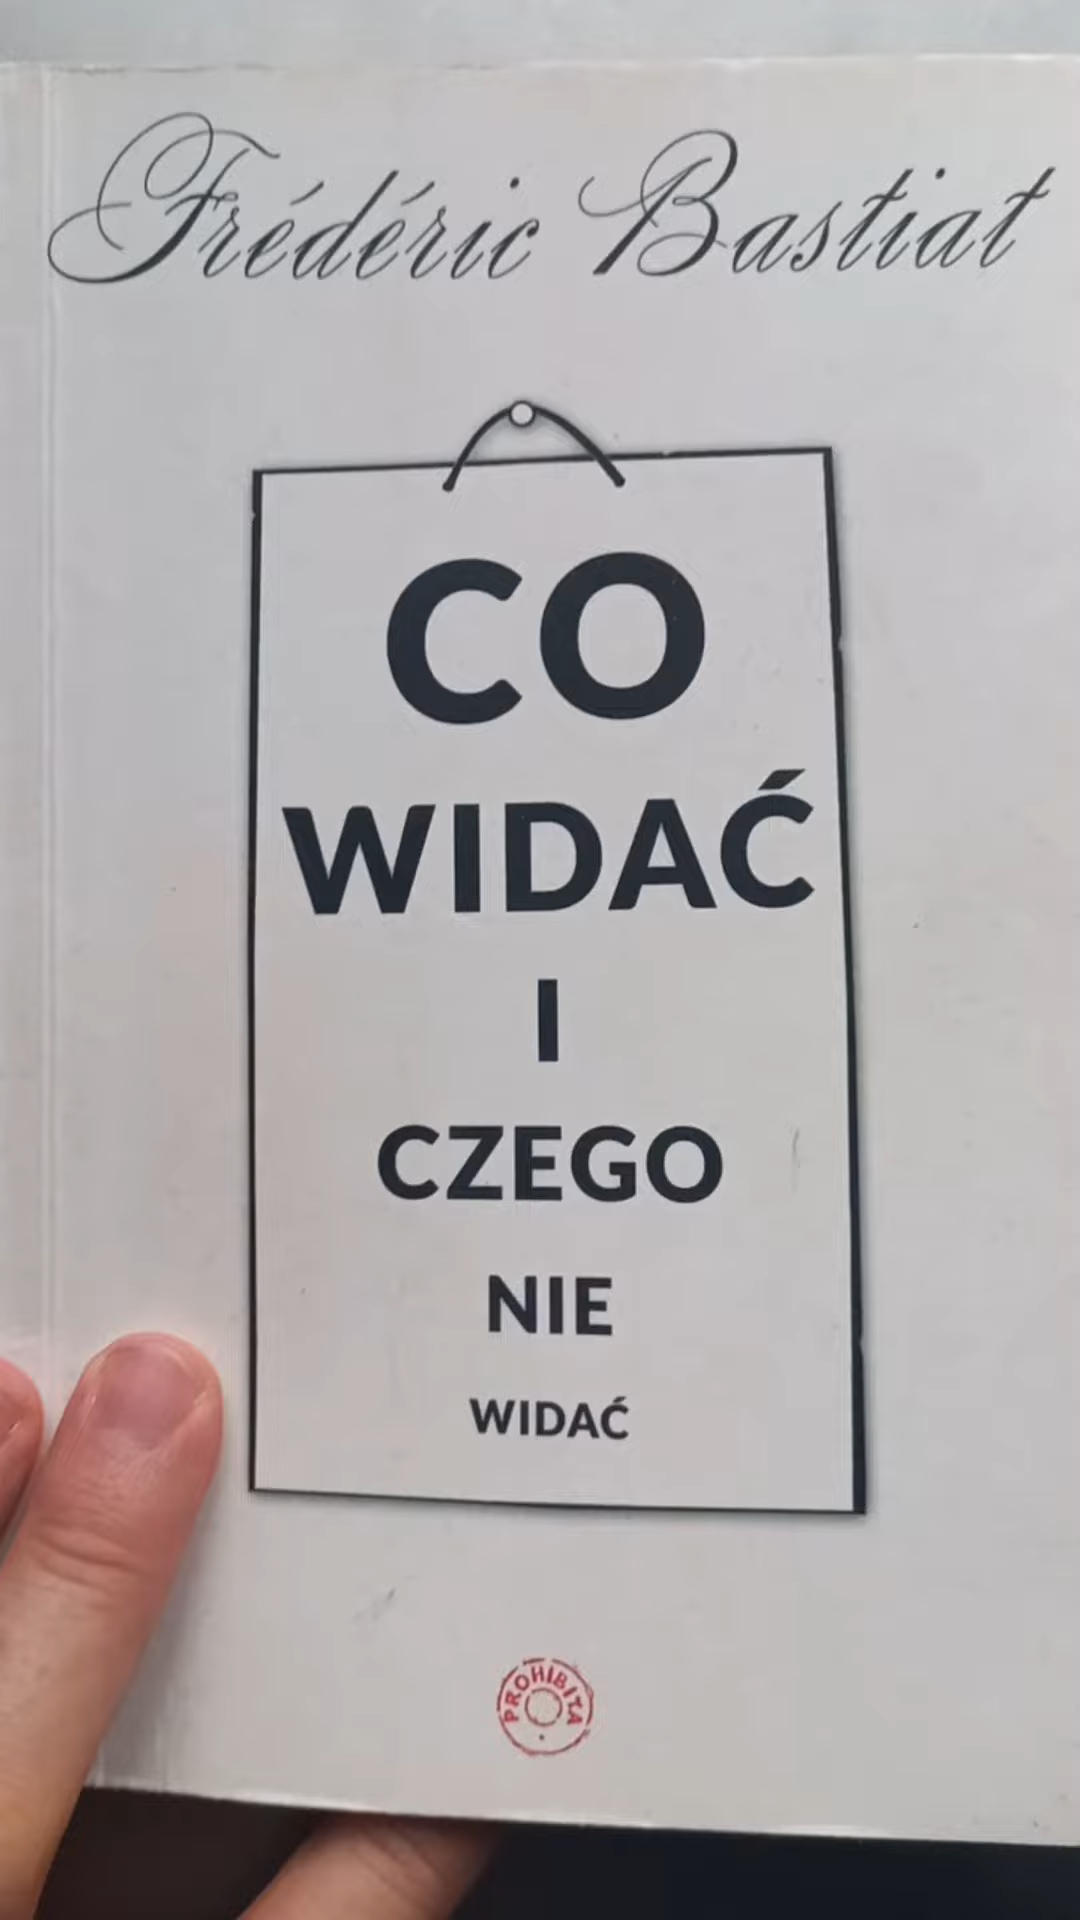 Frédéric Bastiat
CO
WIDAĆ
I
CZEGO
NIE
WIDAĆ
PROHIBITA